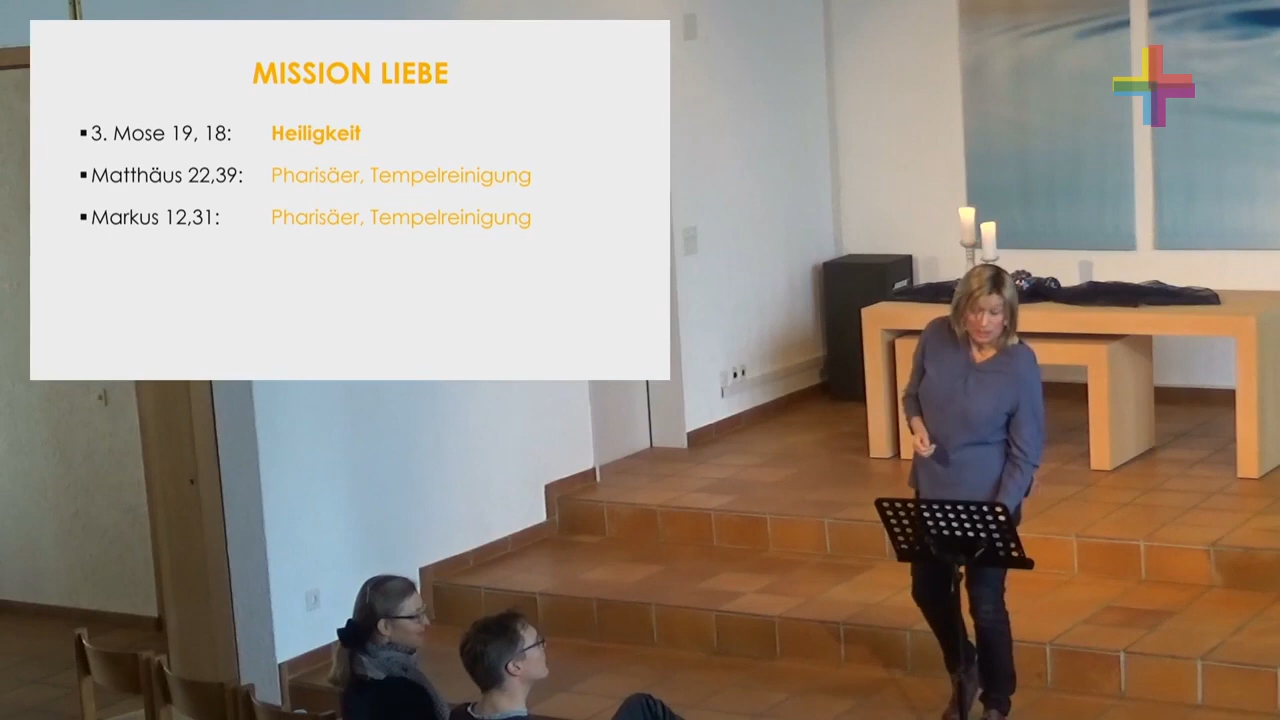 MISSION LIEBE
▪ 3. Mose 19, 18: Heiligkeit
▪ Matthäus 22,39: Pharisäer, Tempelreinigung
▪ Markus 12,31: Pharisäer, Tempelreinigung